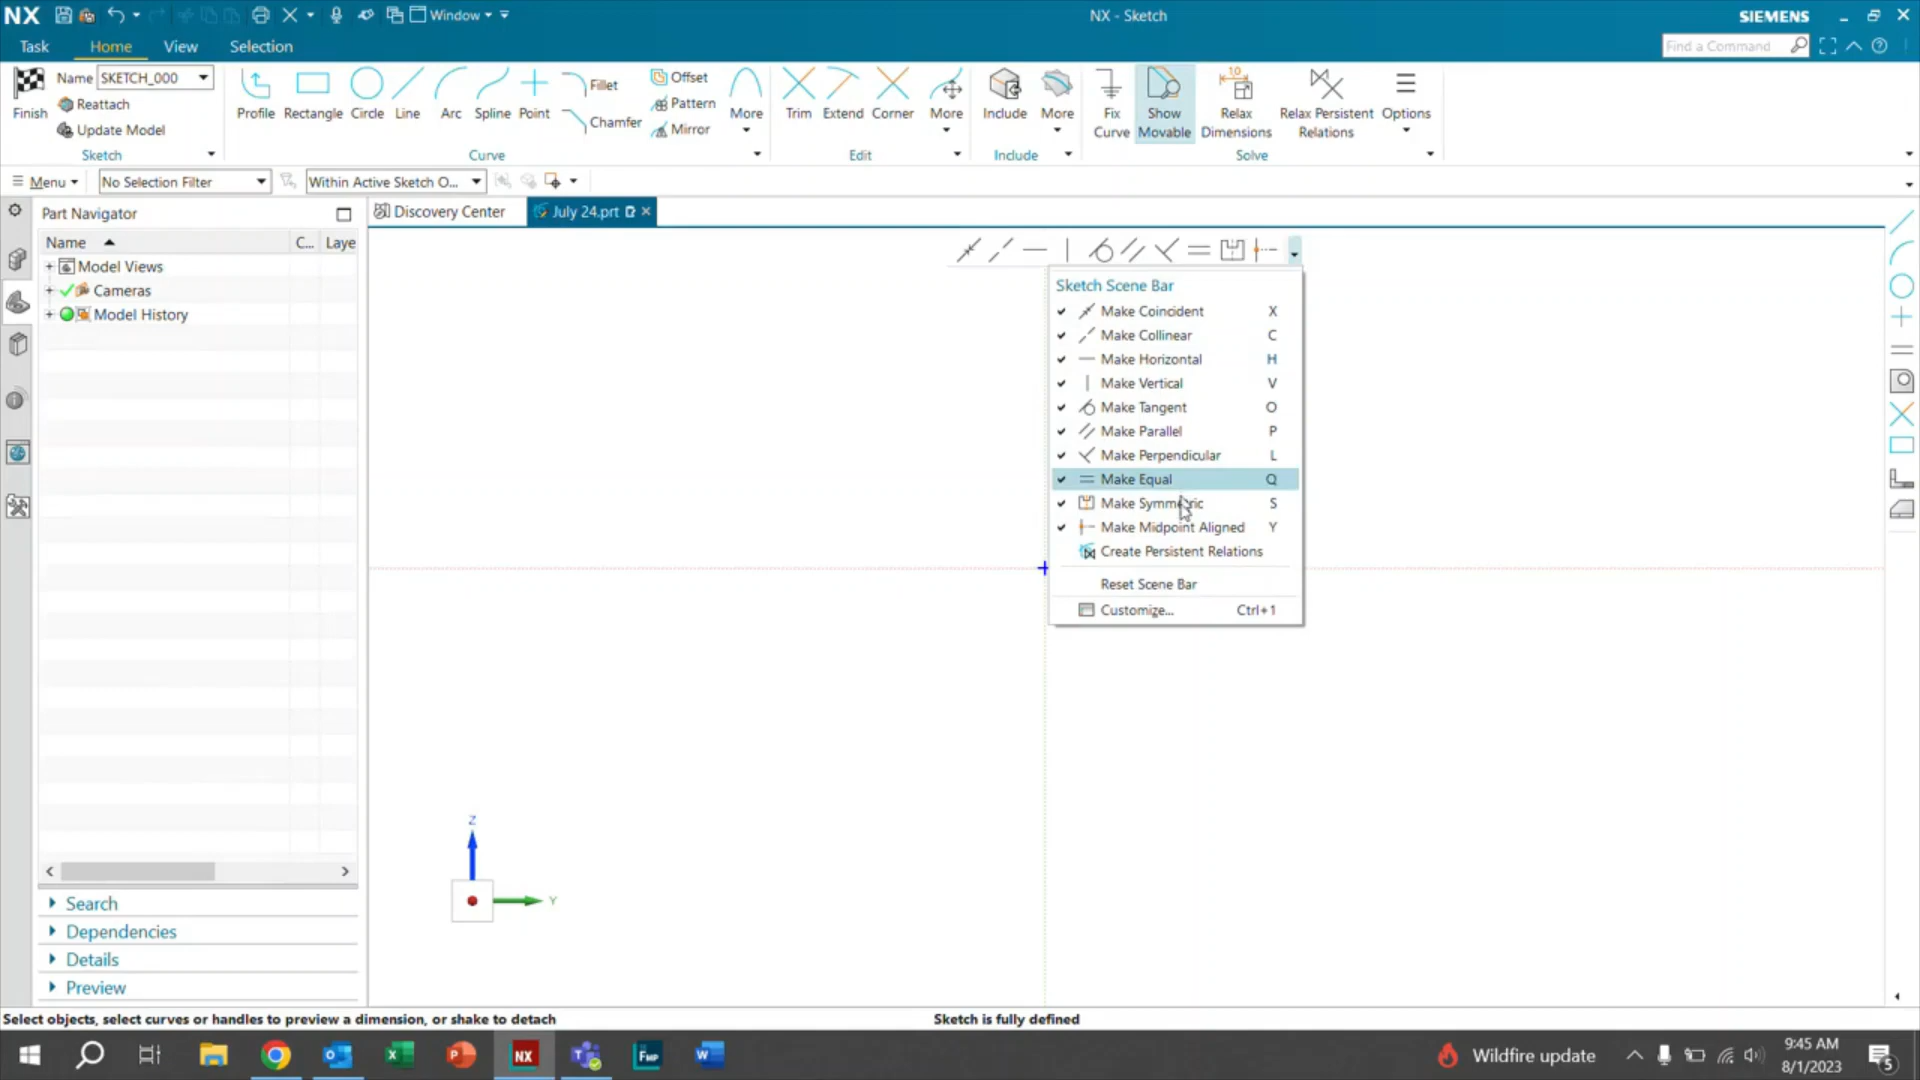 NX Window NX - Sketch SIEMENS
Task Home View Selection Find a Command
Name SKETCH_000
Reattach
Update Model
Finish
Sketch
Profile Rectangle Circle Line Arc Spline Point
Fillet
Chamfer
Offset
Pattern
Mirror
More
Curve
Trim Extend Corner More
Edit
Include More
Include
Fix Curve
Show Movable
10
Relax Dimensions
Relax Persistent Relations
Options
Solve
Menu No Selection Filter Within Active Sketch O...
Part Navigator
Discovery Center July 24.prt
Name C... Laye
Model Views
Cameras
Model History
Sketch Scene Bar
Make Coincident X
Make Collinear C
Make Horizontal H
Make Vertical V
Make Tangent O
Make Parallel P
Make Perpendicular L
Make Equal Q
Make Symmetric S
Make Midpoint Aligned Y
Create Persistent Relations
Reset Scene Bar
Customize... Ctrl+1
Z
Y
Search
Dependencies
Details
Preview
Select objects, select curves or handles to preview a dimension, or shake to detach Sketch is fully defined
NX FMP Wildfire update
9:45 AM
8/1/2023
5